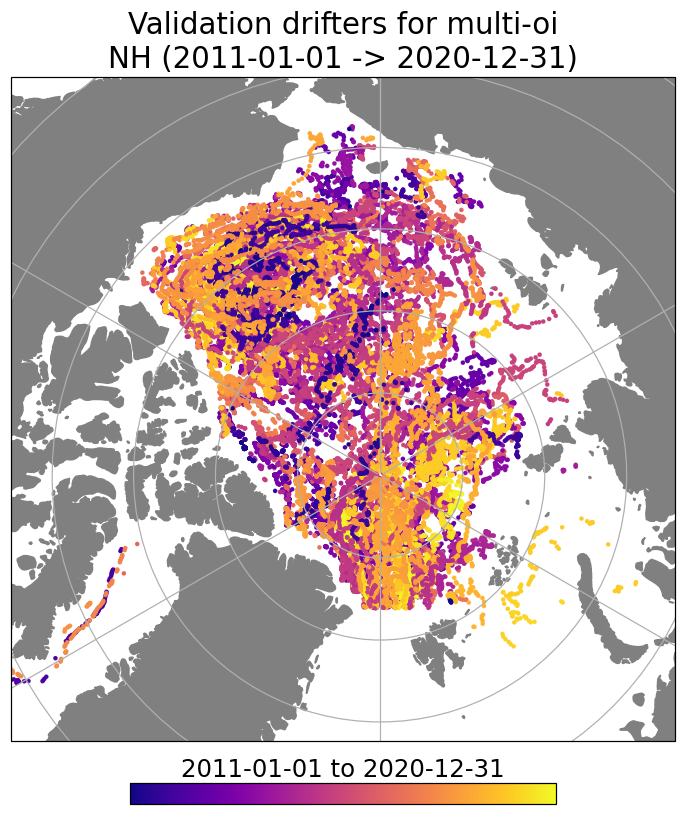 Validation drifters for multi-oi
NH (2011-01-01 -> 2020-12-31)
2011-01-01 to 2020-12-31